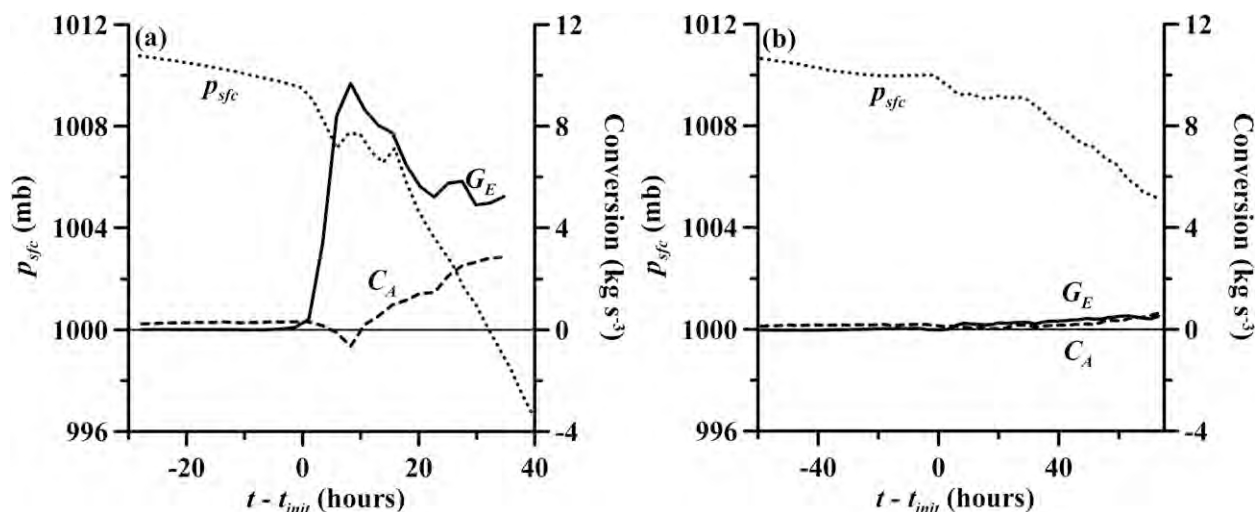 (a)
1012
1008
1004
1000
996
p_sfc (mb)
p_sfc
G_E
C_A
12
8
4
0
-4
Conversion (kg s⁻³)
-20 0 20 40
t - t_init (hours)
(b)
1012
1008
1004
1000
996
p_sfc (mb)
p_sfc
G_E
C_A
12
8
4
0
-4
Conversion (kg s⁻³)
-40 0 40
t - t_init (hours)